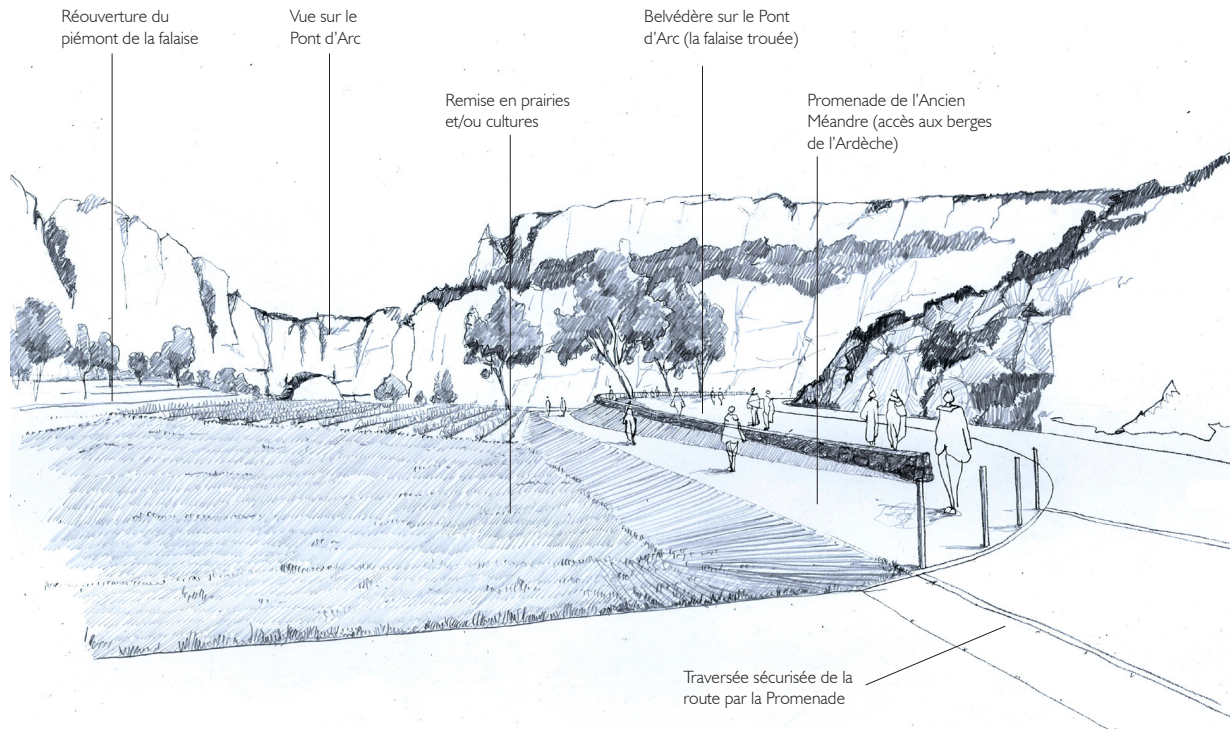 Réouverture du
piémont de la falaise
Vue sur le
Pont d'Arc
Belvédère sur le Pont
d'Arc (la falaise trouée)
Remise en prairies
et/ou cultures
Promenade de l'Ancien
Méandre (accès aux berges
de l'Ardèche)
Traversée sécurisée de la
route par la Promenade